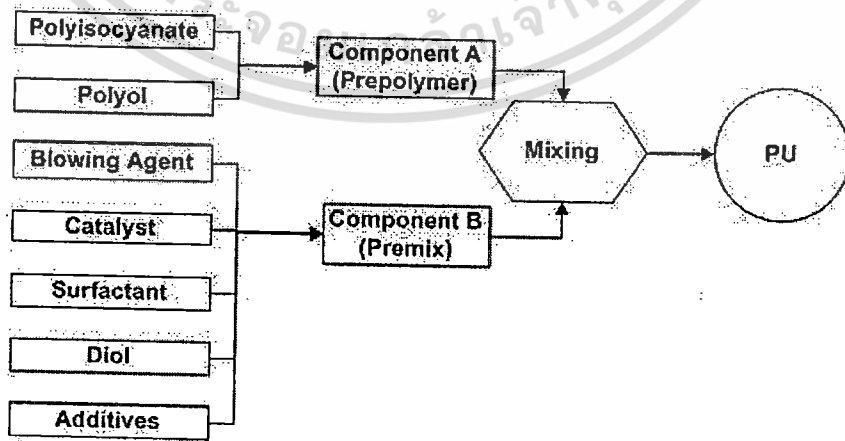 Polyisocyanate
Polyol
Blowing Agent
Catalyst
Surfactant
Diol
Additives
Component A
(Prepolymer)
Component B
(Premix)
Mixing
PU